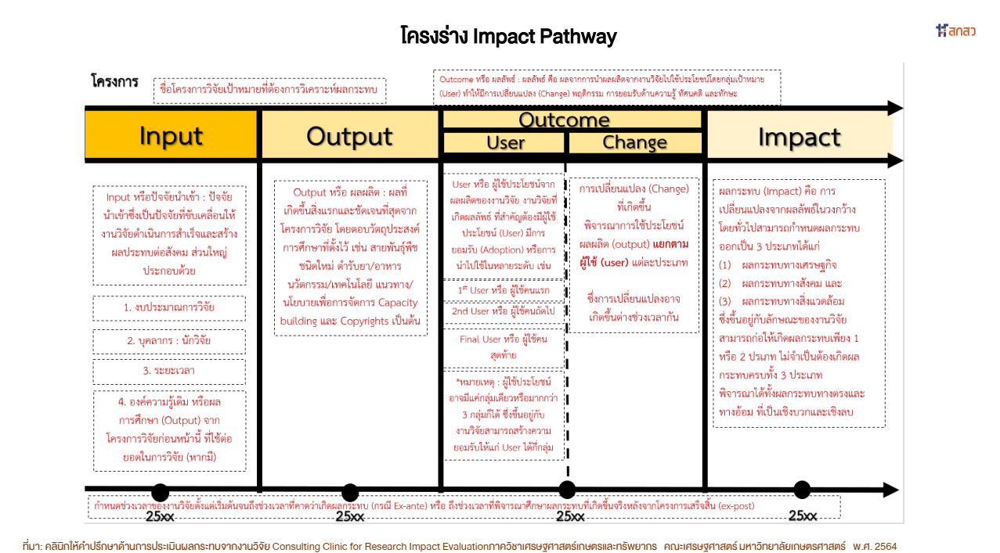 โครงร่าง Impact Pathway
สกสว
โครงการ
ชื่อโครงการวิจัยเป้าหมายที่ต้องการวิเคราะห์ผลกระทบ
Outcome หรือ ผลลัพธ์ : ผลลัพธ์ คือ ผลจากการนำผลผลิตจากงานวิจัยไปใช้ประโยชน์โดยกลุ่มเป้าหมาย
(User) ทำให้มีการเปลี่ยนแปลง (Change) พฤติกรรม การยอมรับด้านความรู้ ทัศนคติ และทักษะ
Input
Output
Outcome
User
Change
Impact
Input หรือปัจจัยนำเข้า : ปัจจัย
นำเข้าซึ่งเป็นปัจจัยที่ขับเคลื่อนให้
งานวิจัยดำเนินการสำเร็จและสร้าง
ผลประทบต่อสังคม ส่วนใหญ่
ประกอบด้วย
1. งบประมาณการวิจัย
2. บุคลากร : นักวิจัย
3. ระยะเวลา
4. องค์ความรู้เดิม หรือผล
การศึกษา (Output) จาก
โครงการวิจัยก่อนหน้านี้ ที่ใช้ต่อ
ยอดในการวิจัย (หากมี)
Output หรือ ผลผลิต : ผลที่
เกิดขึ้นสิ่งแรกและชัดเจนที่สุดจาก
โครงการวิจัย โดยตอบวัตถุประสงค์
การศึกษาที่ตั้งไว้ เช่น สายพันธุ์พืช
ชนิดใหม่ ตำรับยา/อาหาร
นวัตกรรม/เทคโนโลยี แนวทาง/
นโยบายเพื่อการจัดการ Capacity
building และ Copyrights เป็นต้น
User หรือ ผู้ใช้ประโยชน์จาก
ผลผลิตของงานวิจัย งานวิจัยที่
เกิดผลลัพธ์ ที่สำคัญต้องมีผู้ใช้
ประโยชน์ (User) มีการ
ยอมรับ (Adoption) หรือการ
นำไปใช้ในหลายระดับ เช่น
1st User หรือ ผู้ใช้คนแรก
2nd User หรือ ผู้ใช้คนถัดไป
Final User หรือ ผู้ใช้คน
สุดท้าย
*หมายเหตุ : ผู้ใช้ประโยชน์
อาจมีแค่กลุ่มเดียวหรือมากกว่า
3 กลุ่มก็ได้ ซึ่งขึ้นอยู่กับ
งานวิจัยสามารถสร้างความ
ยอมรับให้แก่ User ได้กี่กลุ่ม
การเปลี่ยนแปลง (Change)
ที่เกิดขึ้น
พิจารณาการใช้ประโยชน์
ผลผลิต (output) แยกตาม
ผู้ใช้ (user) แต่ละประเภท
ซึ่งการเปลี่ยนแปลงอาจ
เกิดขึ้นต่างช่วงเวลากัน
ผลกระทบ (Impact) คือ การ
เปลี่ยนแปลงจากผลลัพธ์ในวงกว้าง
โดยทั่วไปสามารถกำหนดผลกระทบ
ออกเป็น 3 ประเภทได้แก่
(1) ผลกระทบทางเศรษฐกิจ
(2) ผลกระทบทางสังคม และ
(3) ผลกระทบทางสิ่งแวดล้อม
ซึ่งขึ้นอยู่กับลักษณะของงานวิจัย
สามารถก่อให้เกิดผลกระทบเพียง 1
หรือ 2 ปรเภท ไม่จำเป็นต้องเกิดผล
กระทบครบทั้ง 3 ประเภท
พิจารณาได้ทั้งผลกระทบทางตรงและ
ทางอ้อม ที่เป็นเชิงบวกและเชิงลบ
กำหนดช่วงเวลาของงานวิจัยตั้งแต่เริ่มต้นจนถึงช่วงเวลาที่คาดว่าเกิดผลกระทบ (กรณี Ex-ante) หรือ ถึงช่วงเวลาที่พิจารณาศึกษาผลกระทบที่เกิดขึ้นจริงหลังจากโครงการเสร็จสิ้น (ex-post)
25xx
25xx
25xx
25xx
ที่มา: คลินิกให้คำปรึกษาด้านการประเมินผลกระทบจากงานวิจัย Consulting Clinic for Research Impact Evaluationภาควิชาเศรษฐศาสตร์เกษตรและทรัพยากร คณะเศรษฐศาสตร์ มหาวิทยาลัยเกษตรศาสตร์ พ.ศ. 2564